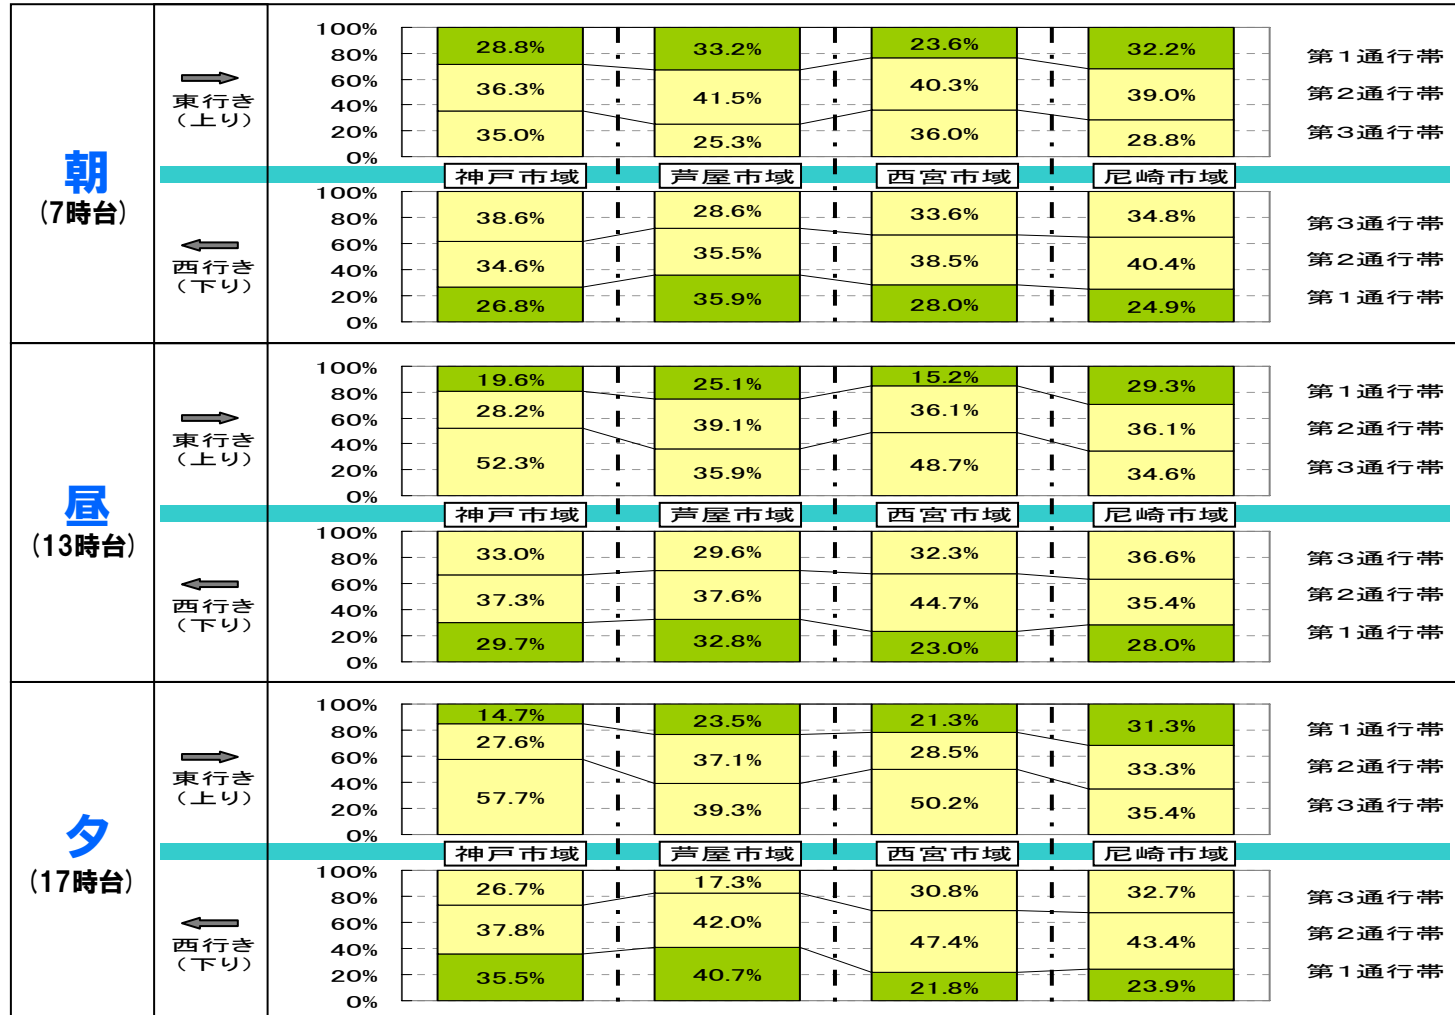 朝
(7時台)
東行き
(上り)
100%
80%
60%
40%
20%
0%
28.8%
33.2%
23.6%
32.2%
36.3%
41.5%
40.3%
39.0%
35.0%
25.3%
36.0%
28.8%
第1通行帯
第2通行帯
第3通行帯
神戸市域
芦屋市域
西宮市域
尼崎市域
西行き
(下り)
100%
80%
60%
40%
20%
0%
38.6%
28.6%
33.6%
34.8%
34.6%
35.5%
38.5%
40.4%
26.8%
35.9%
28.0%
24.9%
第3通行帯
第2通行帯
第1通行帯
昼
(13時台)
東行き
(上り)
100%
80%
60%
40%
20%
0%
19.6%
25.1%
15.2%
29.3%
28.2%
39.1%
36.1%
36.1%
52.3%
35.9%
48.7%
34.6%
第1通行帯
第2通行帯
第3通行帯
神戸市域
芦屋市域
西宮市域
尼崎市域
西行き
(下り)
100%
80%
60%
40%
20%
0%
33.0%
29.6%
32.3%
36.6%
37.3%
37.6%
44.7%
35.4%
29.7%
32.8%
23.0%
28.0%
第3通行帯
第2通行帯
第1通行帯
夕
(17時台)
東行き
(上り)
100%
80%
60%
40%
20%
0%
14.7%
23.5%
21.3%
31.3%
27.6%
37.1%
28.5%
33.3%
57.7%
39.3%
50.2%
35.4%
第1通行帯
第2通行帯
第3通行帯
神戸市域
芦屋市域
西宮市域
尼崎市域
西行き
(下り)
100%
80%
60%
40%
20%
0%
26.7%
17.3%
30.8%
32.7%
37.8%
42.0%
47.4%
43.4%
35.5%
40.7%
21.8%
23.9%
第3通行帯
第2通行帯
第1通行帯